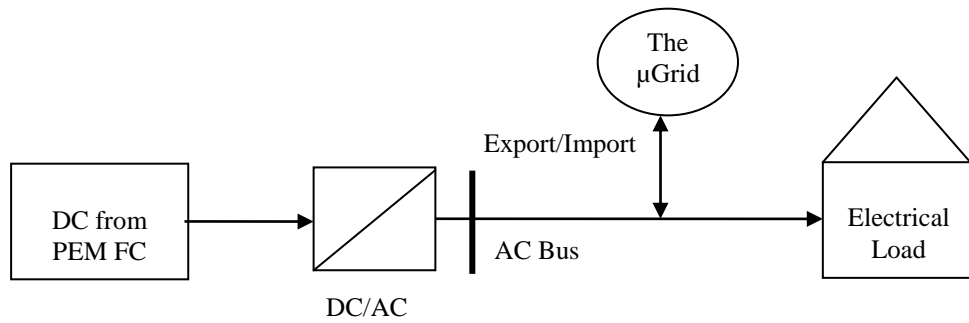 The
μGrid
Export/Import
DC from
PEM FC
Electrical
Load
AC Bus
DC/AC